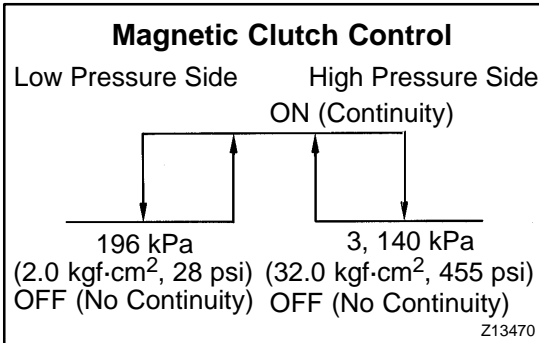 Magnetic Clutch Control
Low Pressure Side High Pressure Side
ON (Continuity)
196 kPa 3, 140 kPa
(2.0 kgf·cm², 28 psi) (32.0 kgf·cm², 455 psi)
OFF (No Continuity) OFF (No Continuity)
Z13470